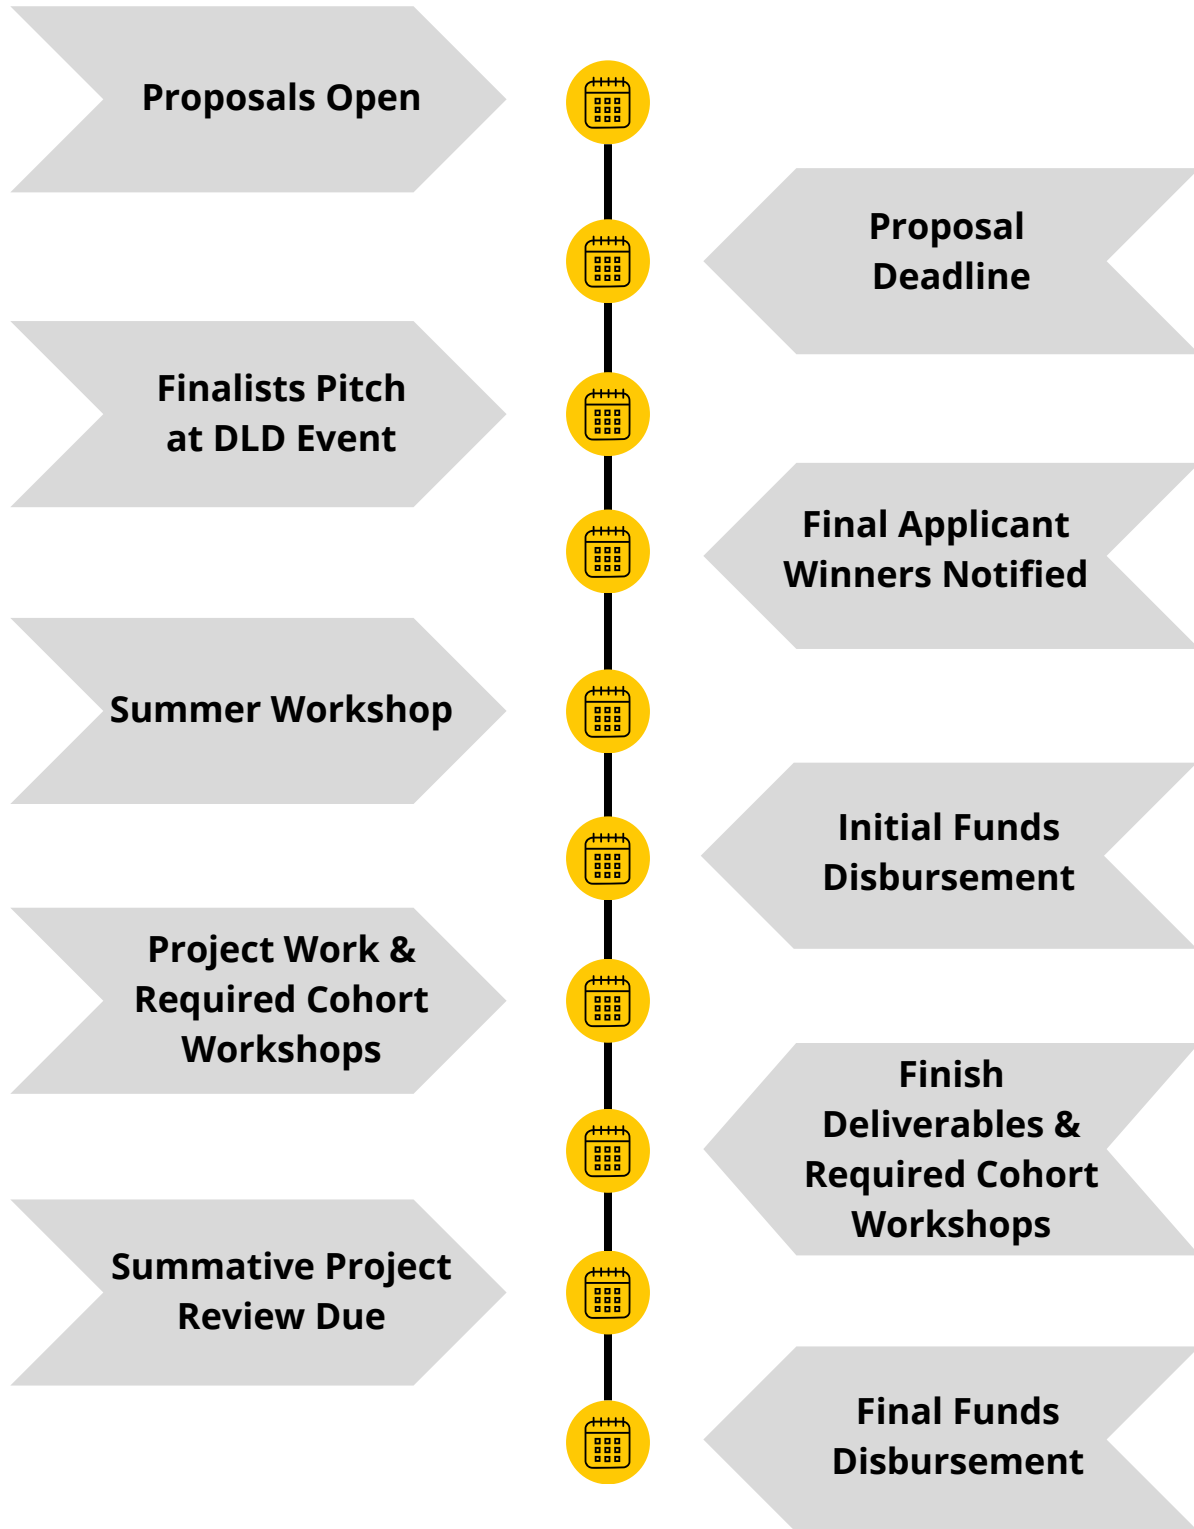 Proposals Open
Proposal
Deadline
Finalists Pitch
at DLD Event
Final Applicant
Winners Notified
Summer Workshop
Initial Funds
Disbursement
Project Work &
Required Cohort
Workshops
Finish
Deliverables &
Required Cohort
Workshops
Summative Project
Review Due
Final Funds
Disbursement